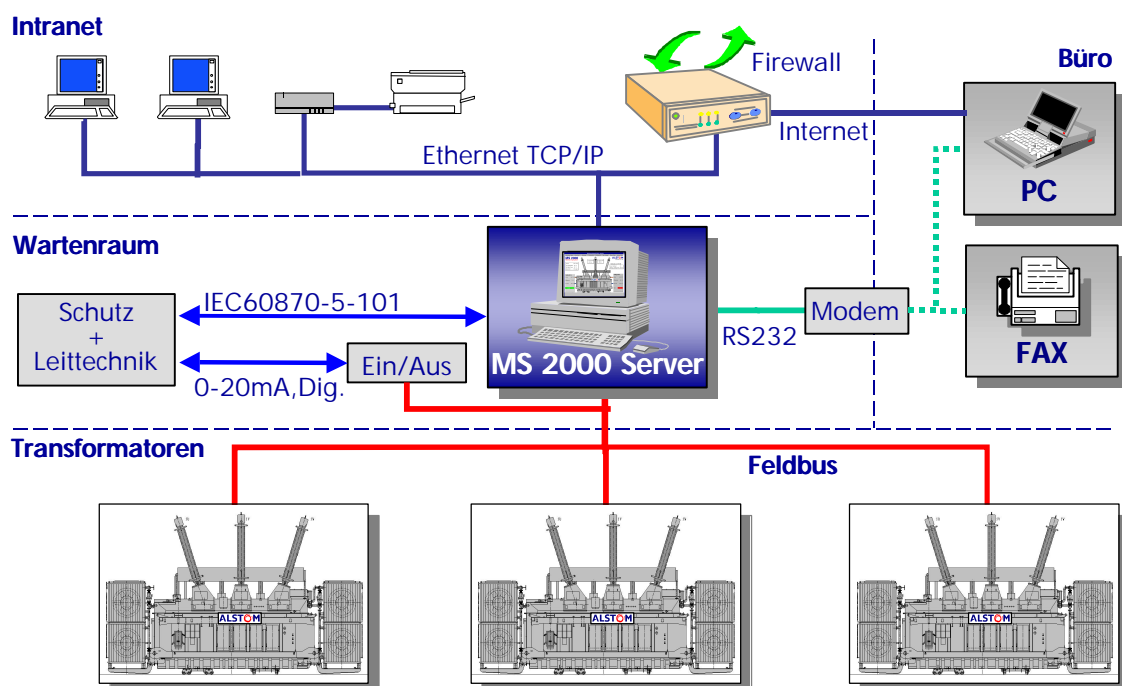 Intranet
Firewall
Büro
Internet
Ethernet TCP/IP
PC
Wartenraum
IEC60870-5-101
Schutz
+
Leittechnik
Modem
RS232
MS 2000 Server
FAX
Ein/Aus
0-20mA,Dig.
Transformatoren
Feldbus
ALSTOM
ALSTOM
ALSTOM